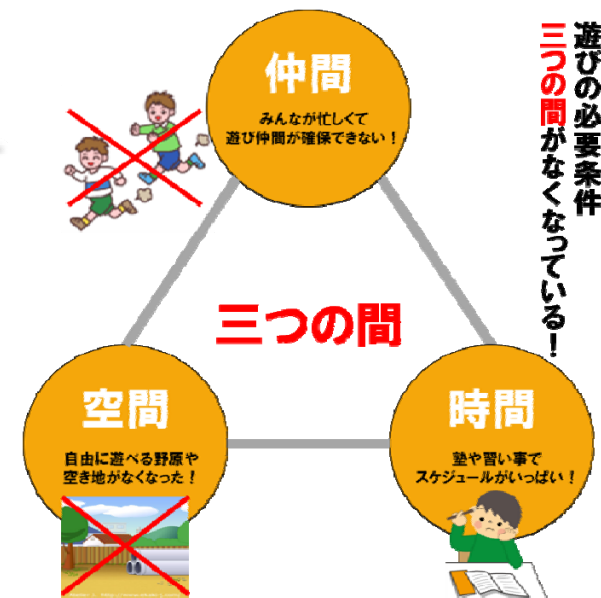 遊びの必要条件
三つの間がなくなっている！
仲間
みんなが忙しくて
遊び仲間が確保できない！
三つの間
空間
自由に遊べる野原や
空き地がなくなった！
時間
塾や習い事で
スケジュールがいっぱい！